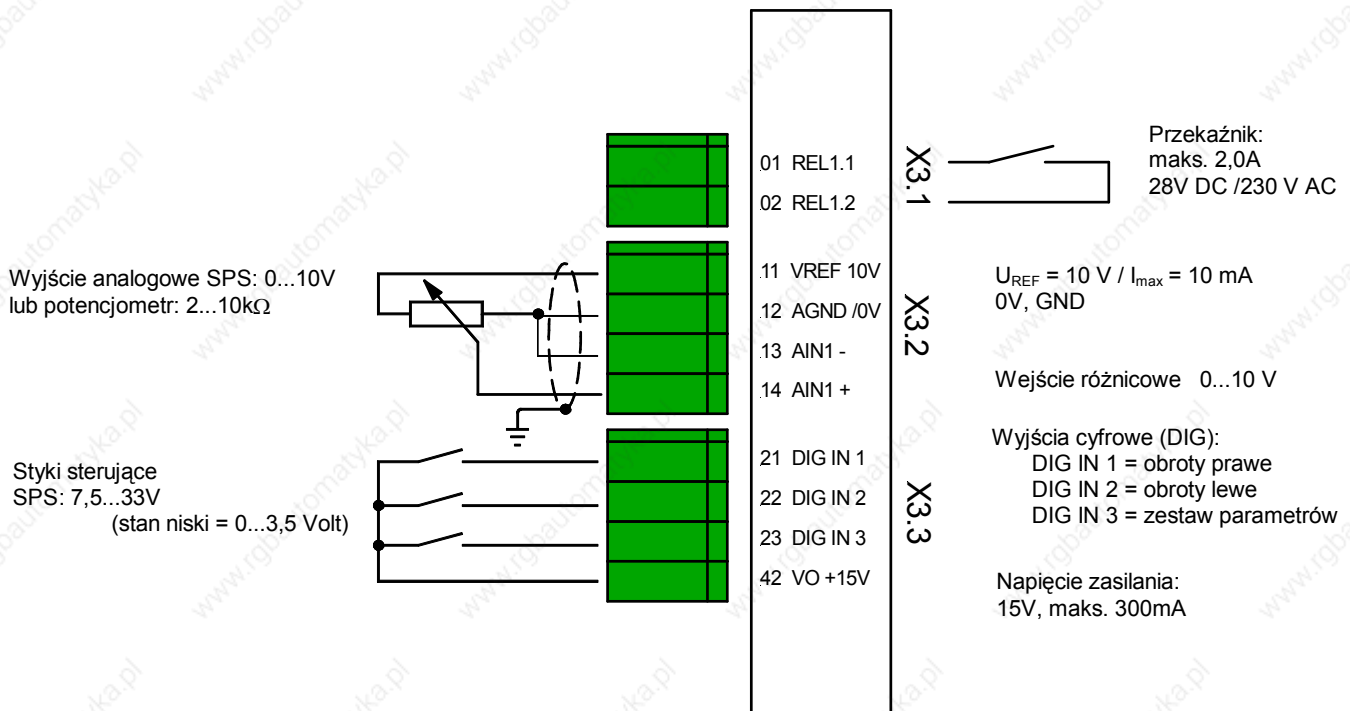 Przekaźnik:
maks. 2,0A
28V DC /230 V AC
01 REL1.1
02 REL1.2
X3.1
Wyjście analogowe SPS: 0...10V
lub potencjometr: 2...10kΩ
11 VREF 10V
12 AGND /0V
13 AIN1 -
14 AIN1 +
X3.2
UREF = 10 V / Imax = 10 mA
0V, GND
Wejście różnicowe 0...10 V
Styki sterujące
SPS: 7,5...33V
(stan niski = 0...3,5 Volt)
21 DIG IN 1
22 DIG IN 2
23 DIG IN 3
42 VO +15V
X3.3
Wyjścia cyfrowe (DIG):
DIG IN 1 = obroty prawe
DIG IN 2 = obroty lewe
DIG IN 3 = zestaw parametrów
Napięcie zasilania:
15V, maks. 300mA
www.rgbautomatyka.pl